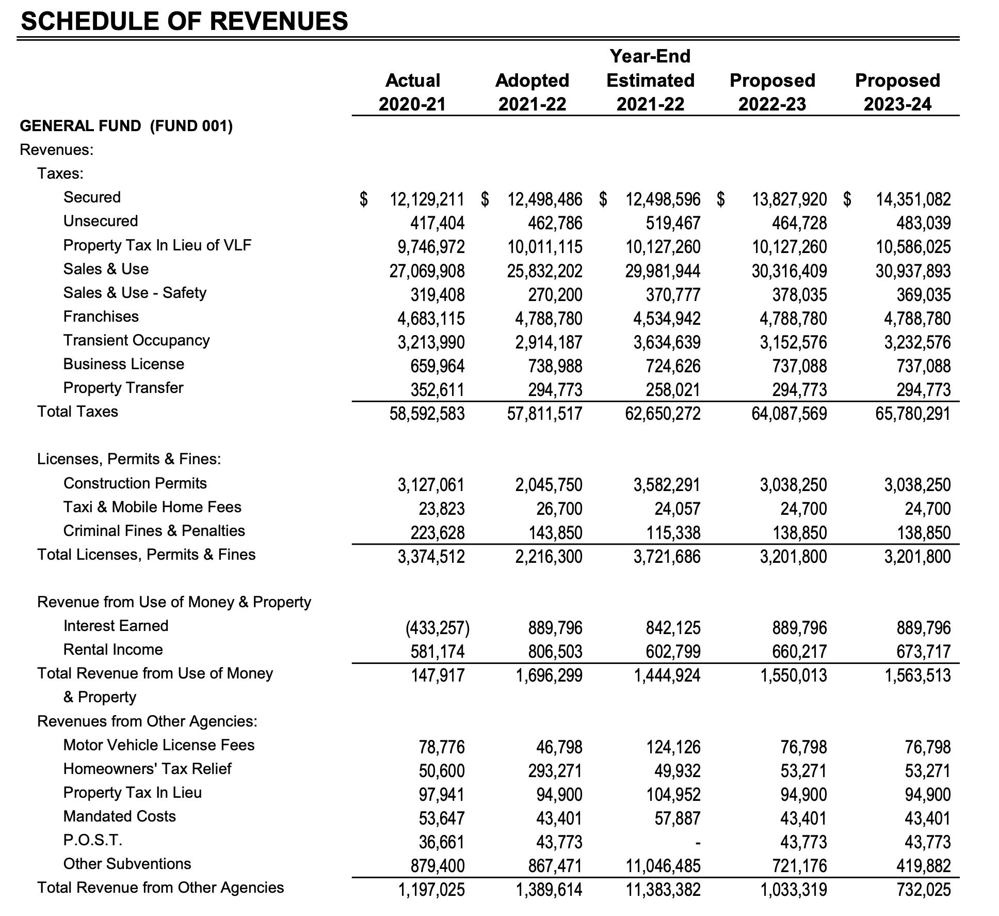 SCHEDULE OF REVENUES
Year-End
Actual Adopted Estimated Proposed Proposed
2020-21 2021-22 2021-22 2022-23 2023-24
GENERAL FUND (FUND 001)
Revenues:
Taxes:
Secured $ 12,129,211 $ 12,498,486 $ 12,498,596 $ 13,827,920 $ 14,351,082
Unsecured 417,404 462,786 519,467 464,728 483,039
Property Tax In Lieu of VLF 9,746,972 10,011,115 10,127,260 10,127,260 10,586,025
Sales & Use 27,069,908 25,832,202 29,981,944 30,316,409 30,937,893
Sales & Use - Safety 319,408 270,200 370,777 378,035 369,035
Franchises 4,683,115 4,788,780 4,534,942 4,788,780 4,788,780
Transient Occupancy 3,213,990 2,914,187 3,634,639 3,152,576 3,232,576
Business License 659,964 738,988 724,626 737,088 737,088
Property Transfer 352,611 294,773 258,021 294,773 294,773
Total Taxes 58,592,583 57,811,517 62,650,272 64,087,569 65,780,291
Licenses, Permits & Fines:
Construction Permits 3,127,061 2,045,750 3,582,291 3,038,250 3,038,250
Taxi & Mobile Home Fees 23,823 26,700 24,057 24,700 24,700
Criminal Fines & Penalties 223,628 143,850 115,338 138,850 138,850
Total Licenses, Permits & Fines 3,374,512 2,216,300 3,721,686 3,201,800 3,201,800
Revenue from Use of Money & Property
Interest Earned (433,257) 889,796 842,125 889,796 889,796
Rental Income 581,174 806,503 602,799 660,217 673,717
Total Revenue from Use of Money 147,917 1,696,299 1,444,924 1,550,013 1,563,513
& Property
Revenues from Other Agencies:
Motor Vehicle License Fees 78,776 46,798 124,126 76,798 76,798
Homeowners' Tax Relief 50,600 293,271 49,932 53,271 53,271
Property Tax In Lieu 97,941 94,900 104,952 94,900 94,900
Mandated Costs 53,647 43,401 57,887 43,401 43,401
P.O.S.T. 36,661 43,773 - 43,773 43,773
Other Subventions 879,400 867,471 11,046,485 721,176 419,882
Total Revenue from Other Agencies 1,197,025 1,389,614 11,383,382 1,033,319 732,025